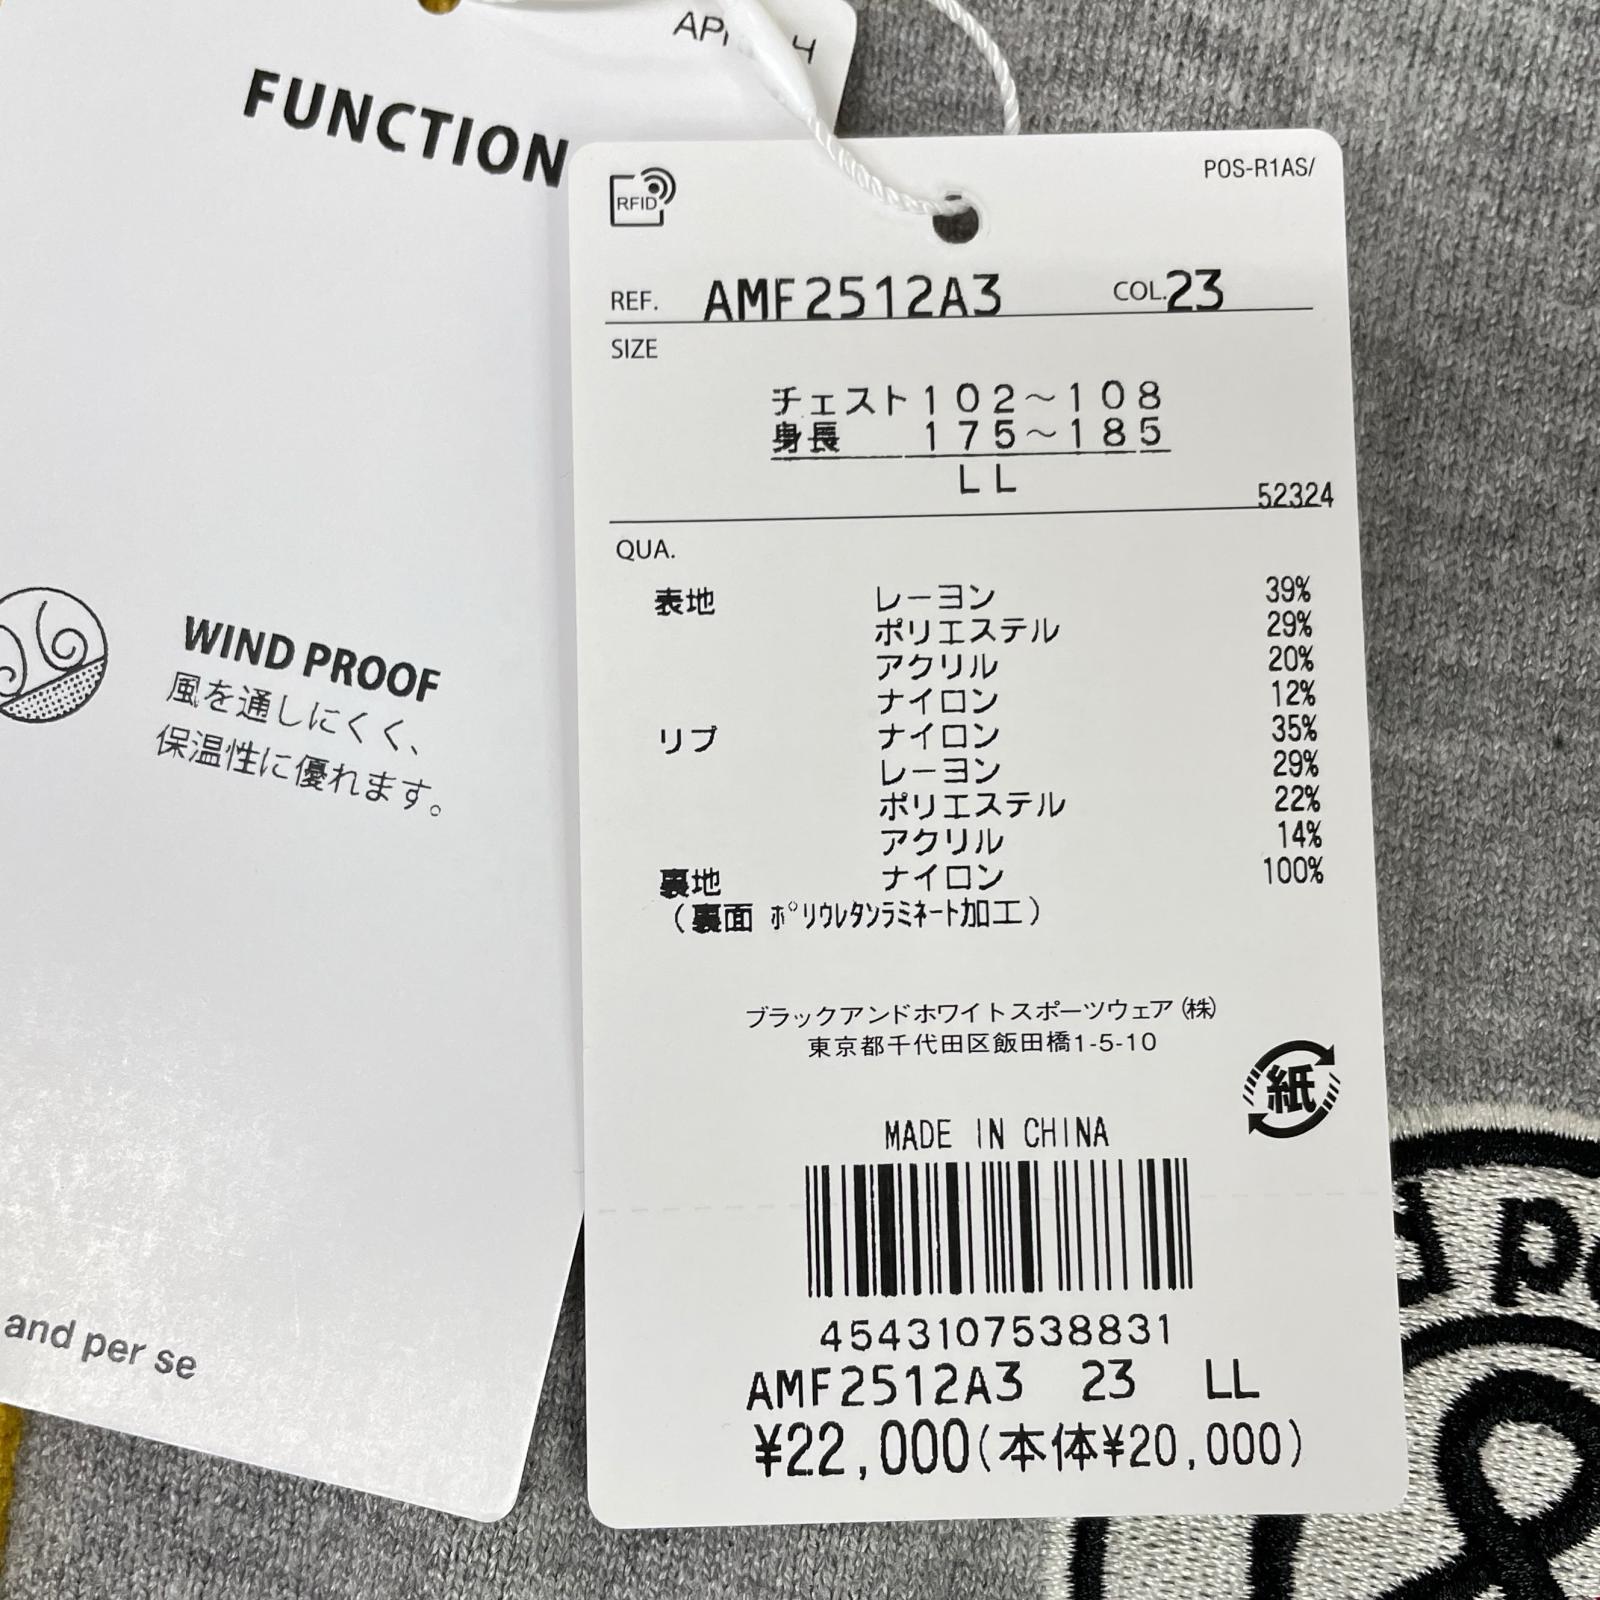 FUNCTION
WIND PROOF
風を通しにくく、
保温性に優れます。
and per se
RFID
POS-R1AS/
REF. AMF2512A3 COL.23
SIZE
チェスト102～108
身長 175～185
LL
52324
QUA.
表地 レーヨン 39%
ポリエステル 29%
アクリル 20%
ナイロン 12%
リブ ナイロン 35%
レーヨン 29%
ポリエステル 22%
アクリル 14%
裏地 ナイロン 100%
(裏面 ﾎﾟﾘｳﾚﾀﾝﾗﾐﾈｰﾄ加工)
ブラックアンドホワイトスポーツウェア㈱
東京都千代田区飯田橋1-5-10
紙
MADE IN CHINA
4543107538831
AMF2512A3 23 LL
¥22,000(本体¥20,000)